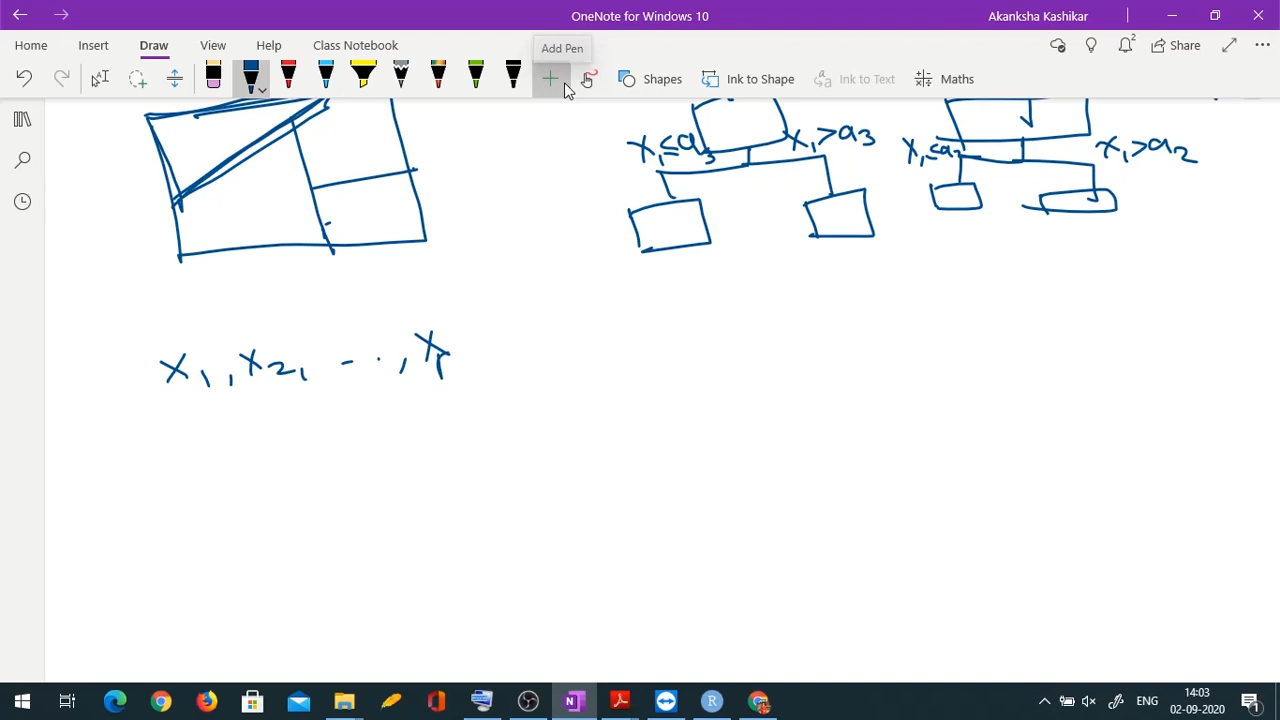 OneNote for Windows 10
Akanksha Kashikar
Home Insert Draw View Help Class Notebook
Add Pen
Share
Shapes
Ink to Shape
Ink to Text
Maths
x₁≤a₃ x₁>a₃
x₁≤a₂ x₁>a₂
x₁, x₂, - . . , xp
ENG
14:03
02-09-2020